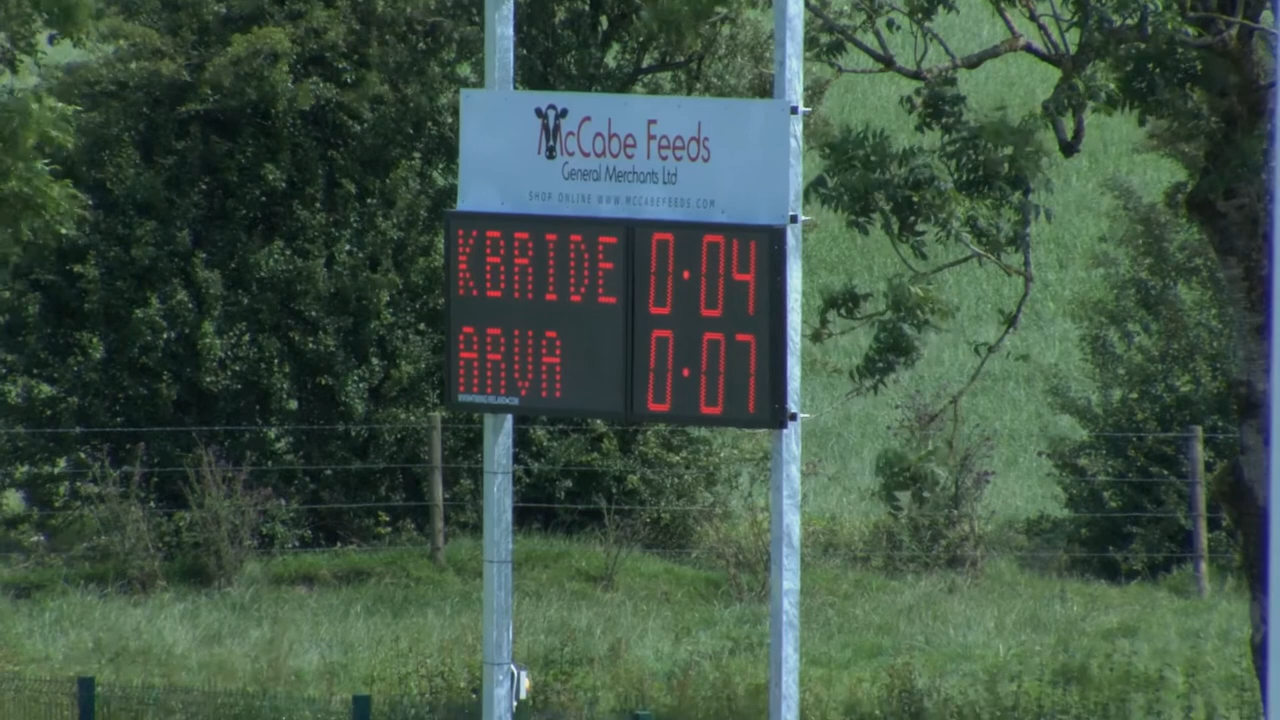 McCabe Feeds
General Merchants Ltd
SHOP ONLINE WWW.MCCABEFEEDS.COM
KBRIDE 0·04
ARVA 0·07